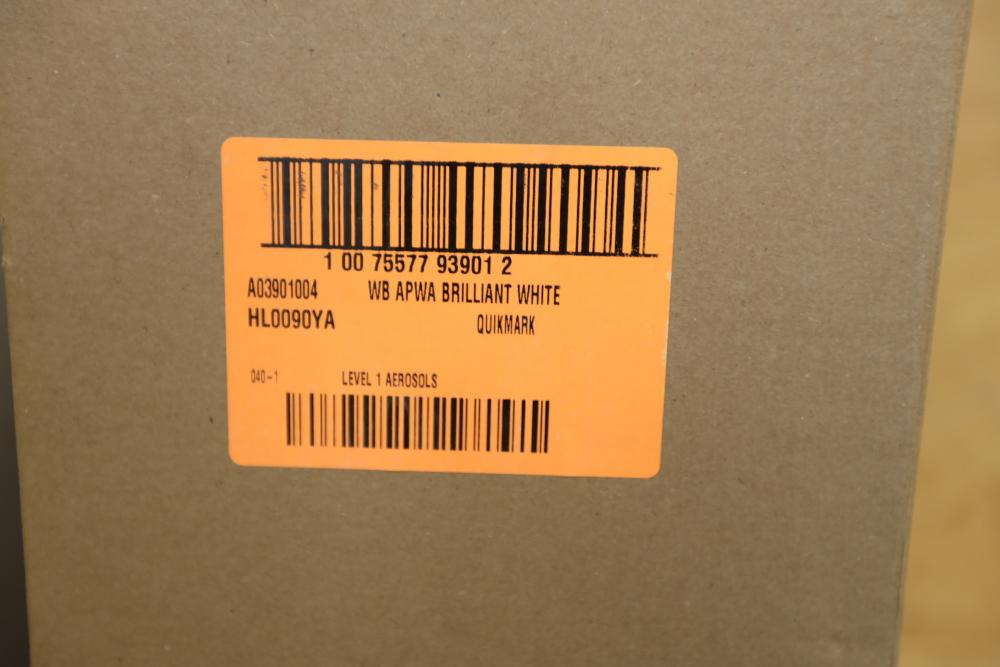 1 00 75577 93901 2
A03901004 WB APWA BRILLIANT WHITE
HL0090YA QUIKMARK
040-1 LEVEL 1 AEROSOLS